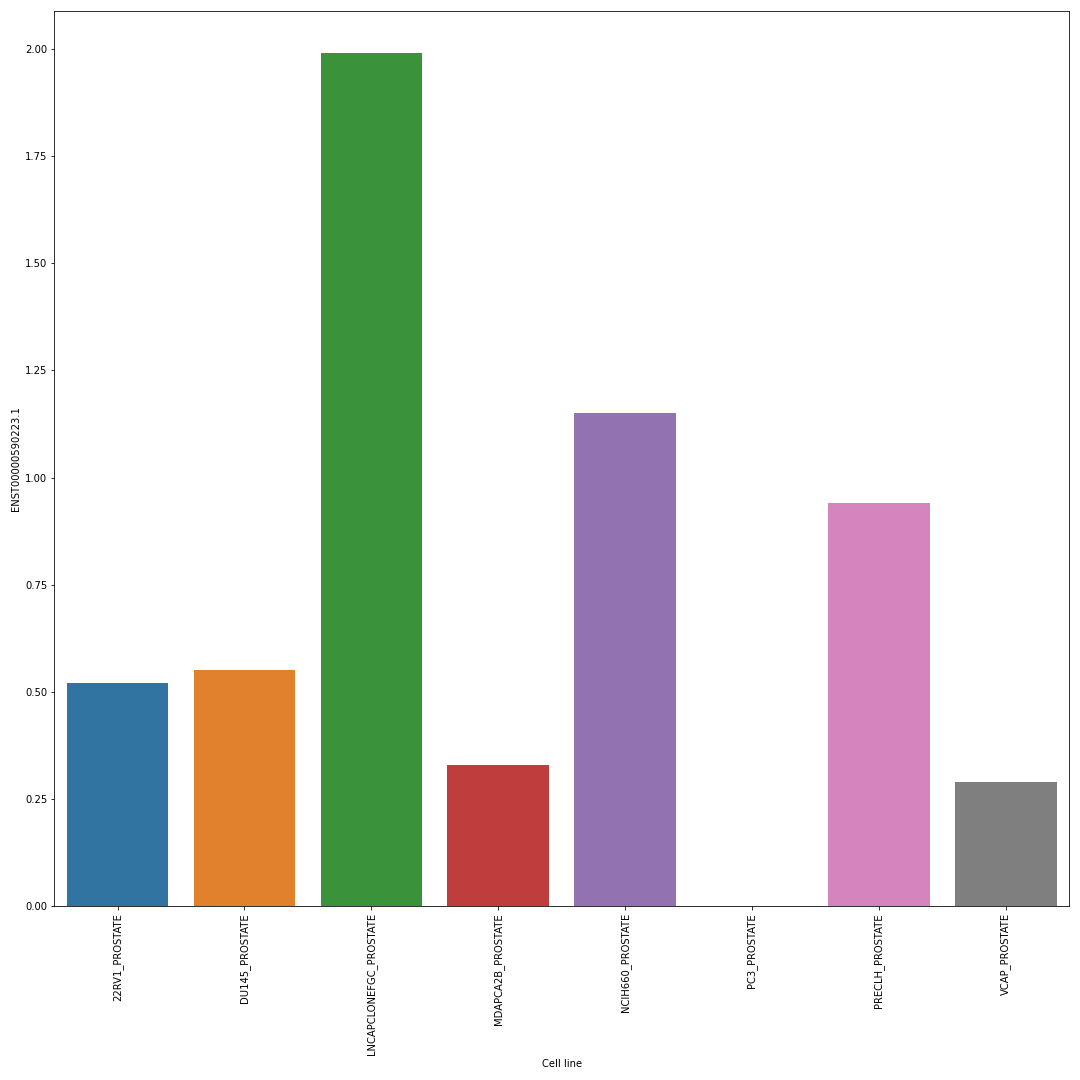 ENST00000590223.1
2.00
1.75
1.50
1.25
1.00
0.75
0.50
0.25
0.00
22RV1_PROSTATE
DU145_PROSTATE
LNCAPCLONEFGC_PROSTATE
MDAPCA2B_PROSTATE
NCIH660_PROSTATE
PC3_PROSTATE
PRECLH_PROSTATE
VCAP_PROSTATE
Cell line